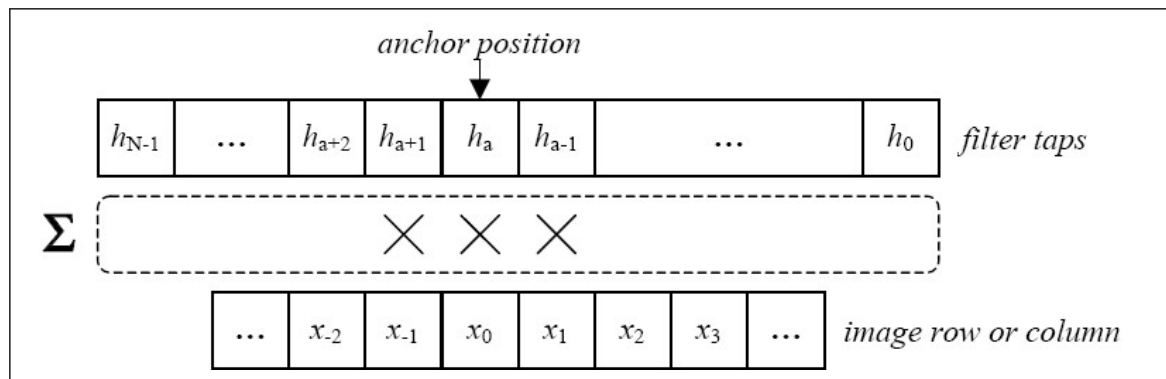 anchor position
h_{N-1} ... h_{a+2} h_{a+1} h_a h_{a-1} ... h_0 filter taps
Σ × × ×
... x_{-2} x_{-1} x_0 x_1 x_2 x_3 ... image row or column